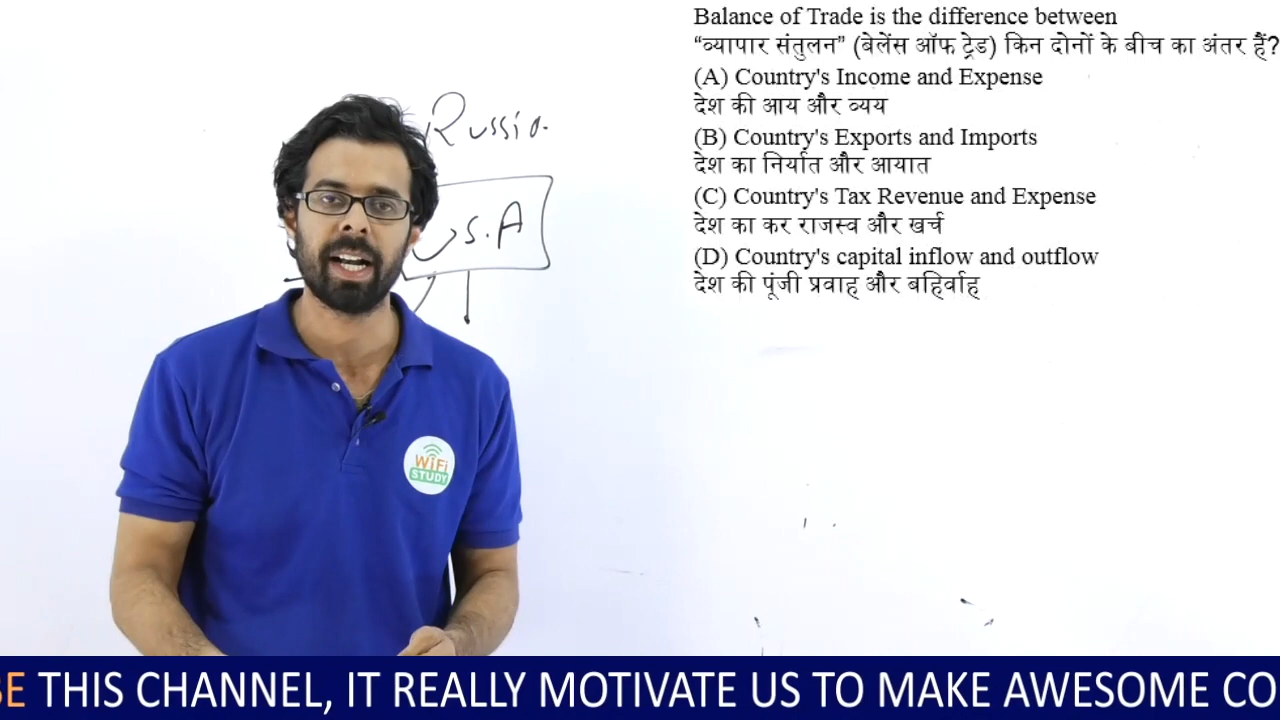 Balance of Trade is the difference between
“व्यापार संतुलन” (बेलेंस ऑफ ट्रेड) किन दोनों के बीच का अंतर हैं?
(A) Country's Income and Expense
देश की आय और व्यय
(B) Country's Exports and Imports
देश का निर्यात और आयात
(C) Country's Tax Revenue and Expense
देश का कर राजस्व और खर्च
(D) Country's capital inflow and outflow
देश की पूंजी प्रवाह और बहिर्वाह
Russia
U.S.A
WiFi
STUDY
BE THIS CHANNEL, IT REALLY MOTIVATE US TO MAKE AWESOME CO